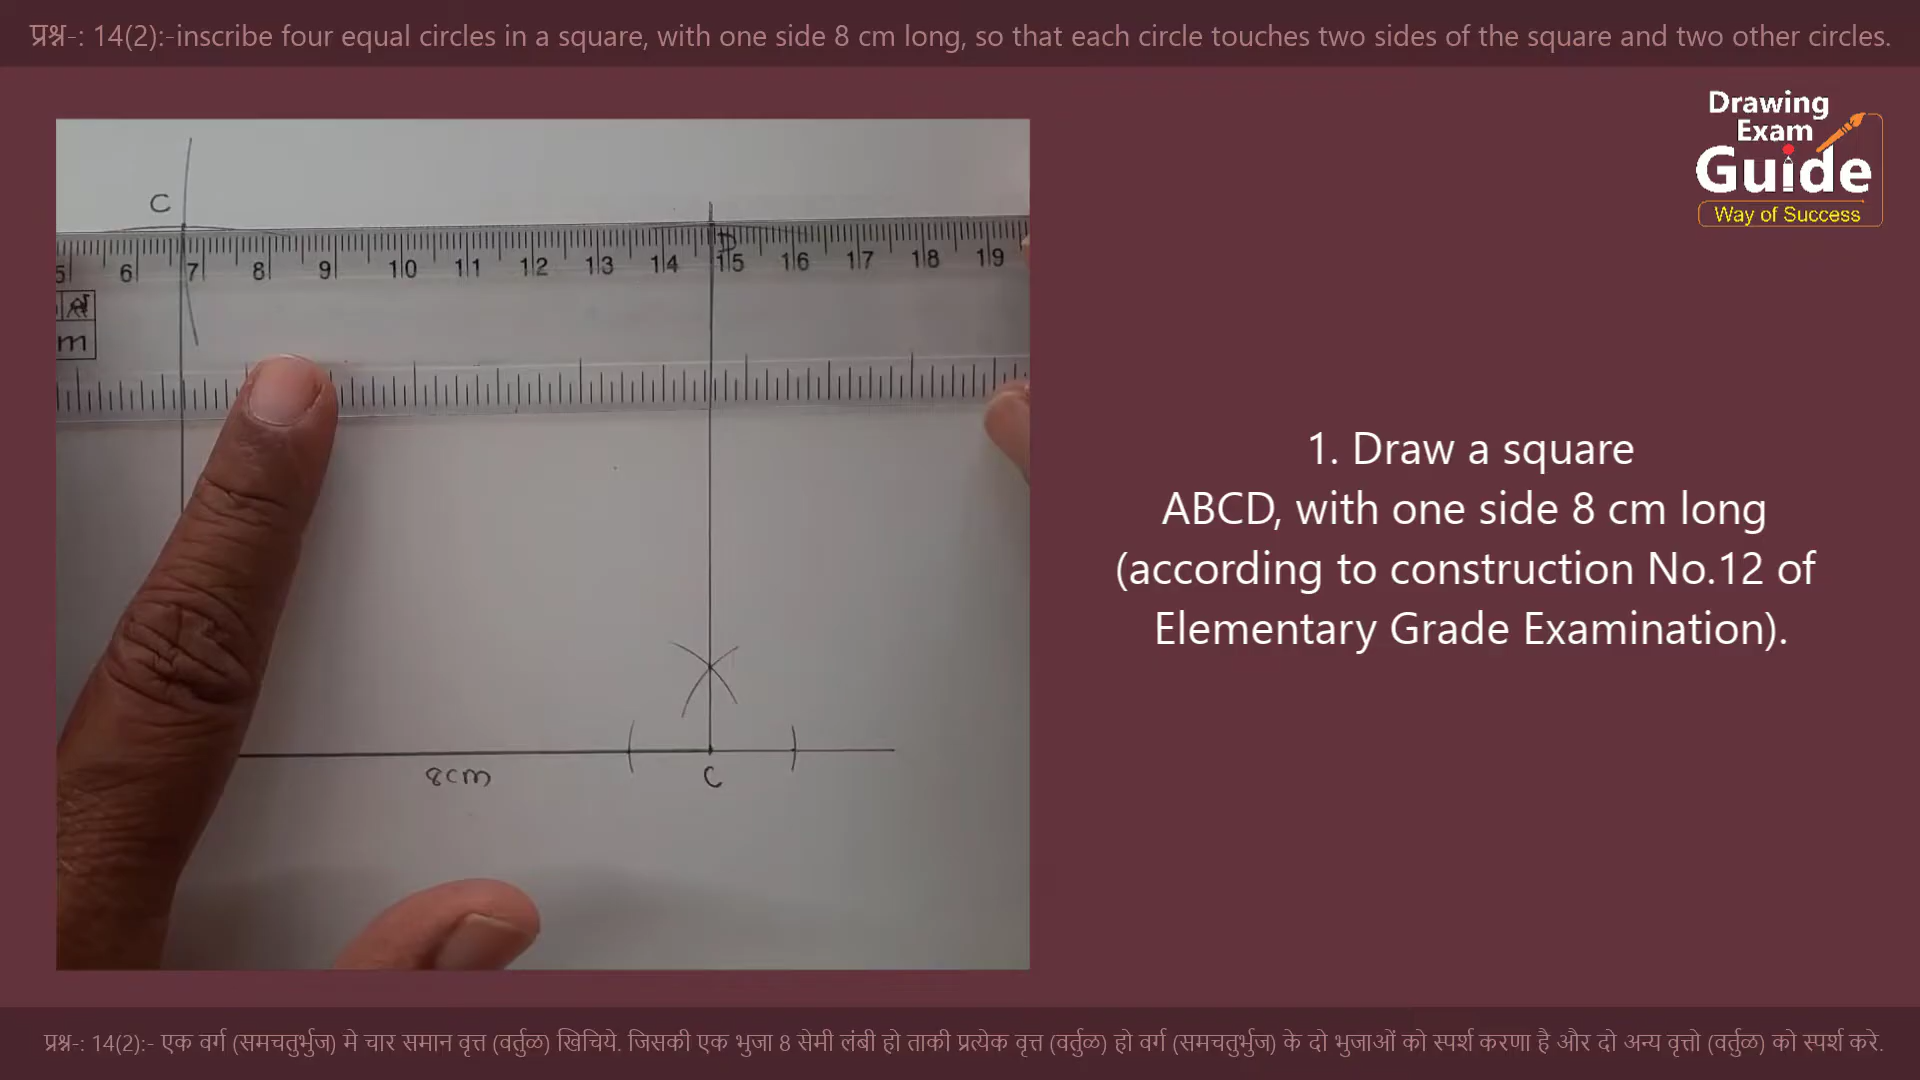 प्रश्न-: 14(2):-inscribe four equal circles in a square, with one side 8 cm long, so that each circle touches two sides of the square and two other circles.
Drawing
Exam
Guide
Way of Success
C
D
5 6 7 8 9 10 11 12 13 14 15 16 17 18 19
m
1. Draw a square
ABCD, with one side 8 cm long
(according to construction No.12 of
Elementary Grade Examination).
8cm
C
प्रश्न-: 14(2):- एक वर्ग (समचतुर्भुज) मे चार समान वृत्त (वर्तुळ) खिचिये. जिसकी एक भुजा 8 सेमी लंबी हो ताकी प्रत्येक वृत्त (वर्तुळ) हो वर्ग (समचतुर्भुज) के दो भुजाओं को स्पर्श करणा है और दो अन्य वृत्तो (वर्तुळ) को स्पर्श करे.